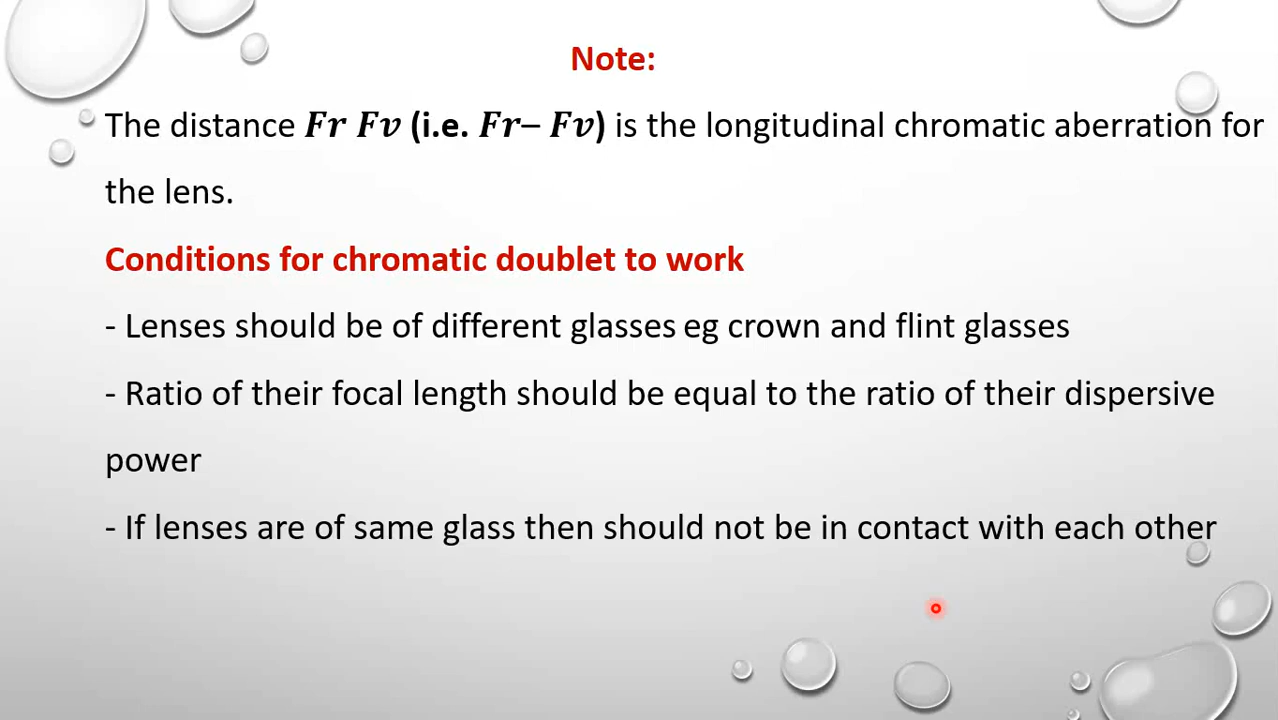 Note:
The distance Fr Fv (i.e. Fr– Fv) is the longitudinal chromatic aberration for
the lens.
Conditions for chromatic doublet to work
- Lenses should be of different glasses eg crown and flint glasses
- Ratio of their focal length should be equal to the ratio of their dispersive
power
- If lenses are of same glass then should not be in contact with each other